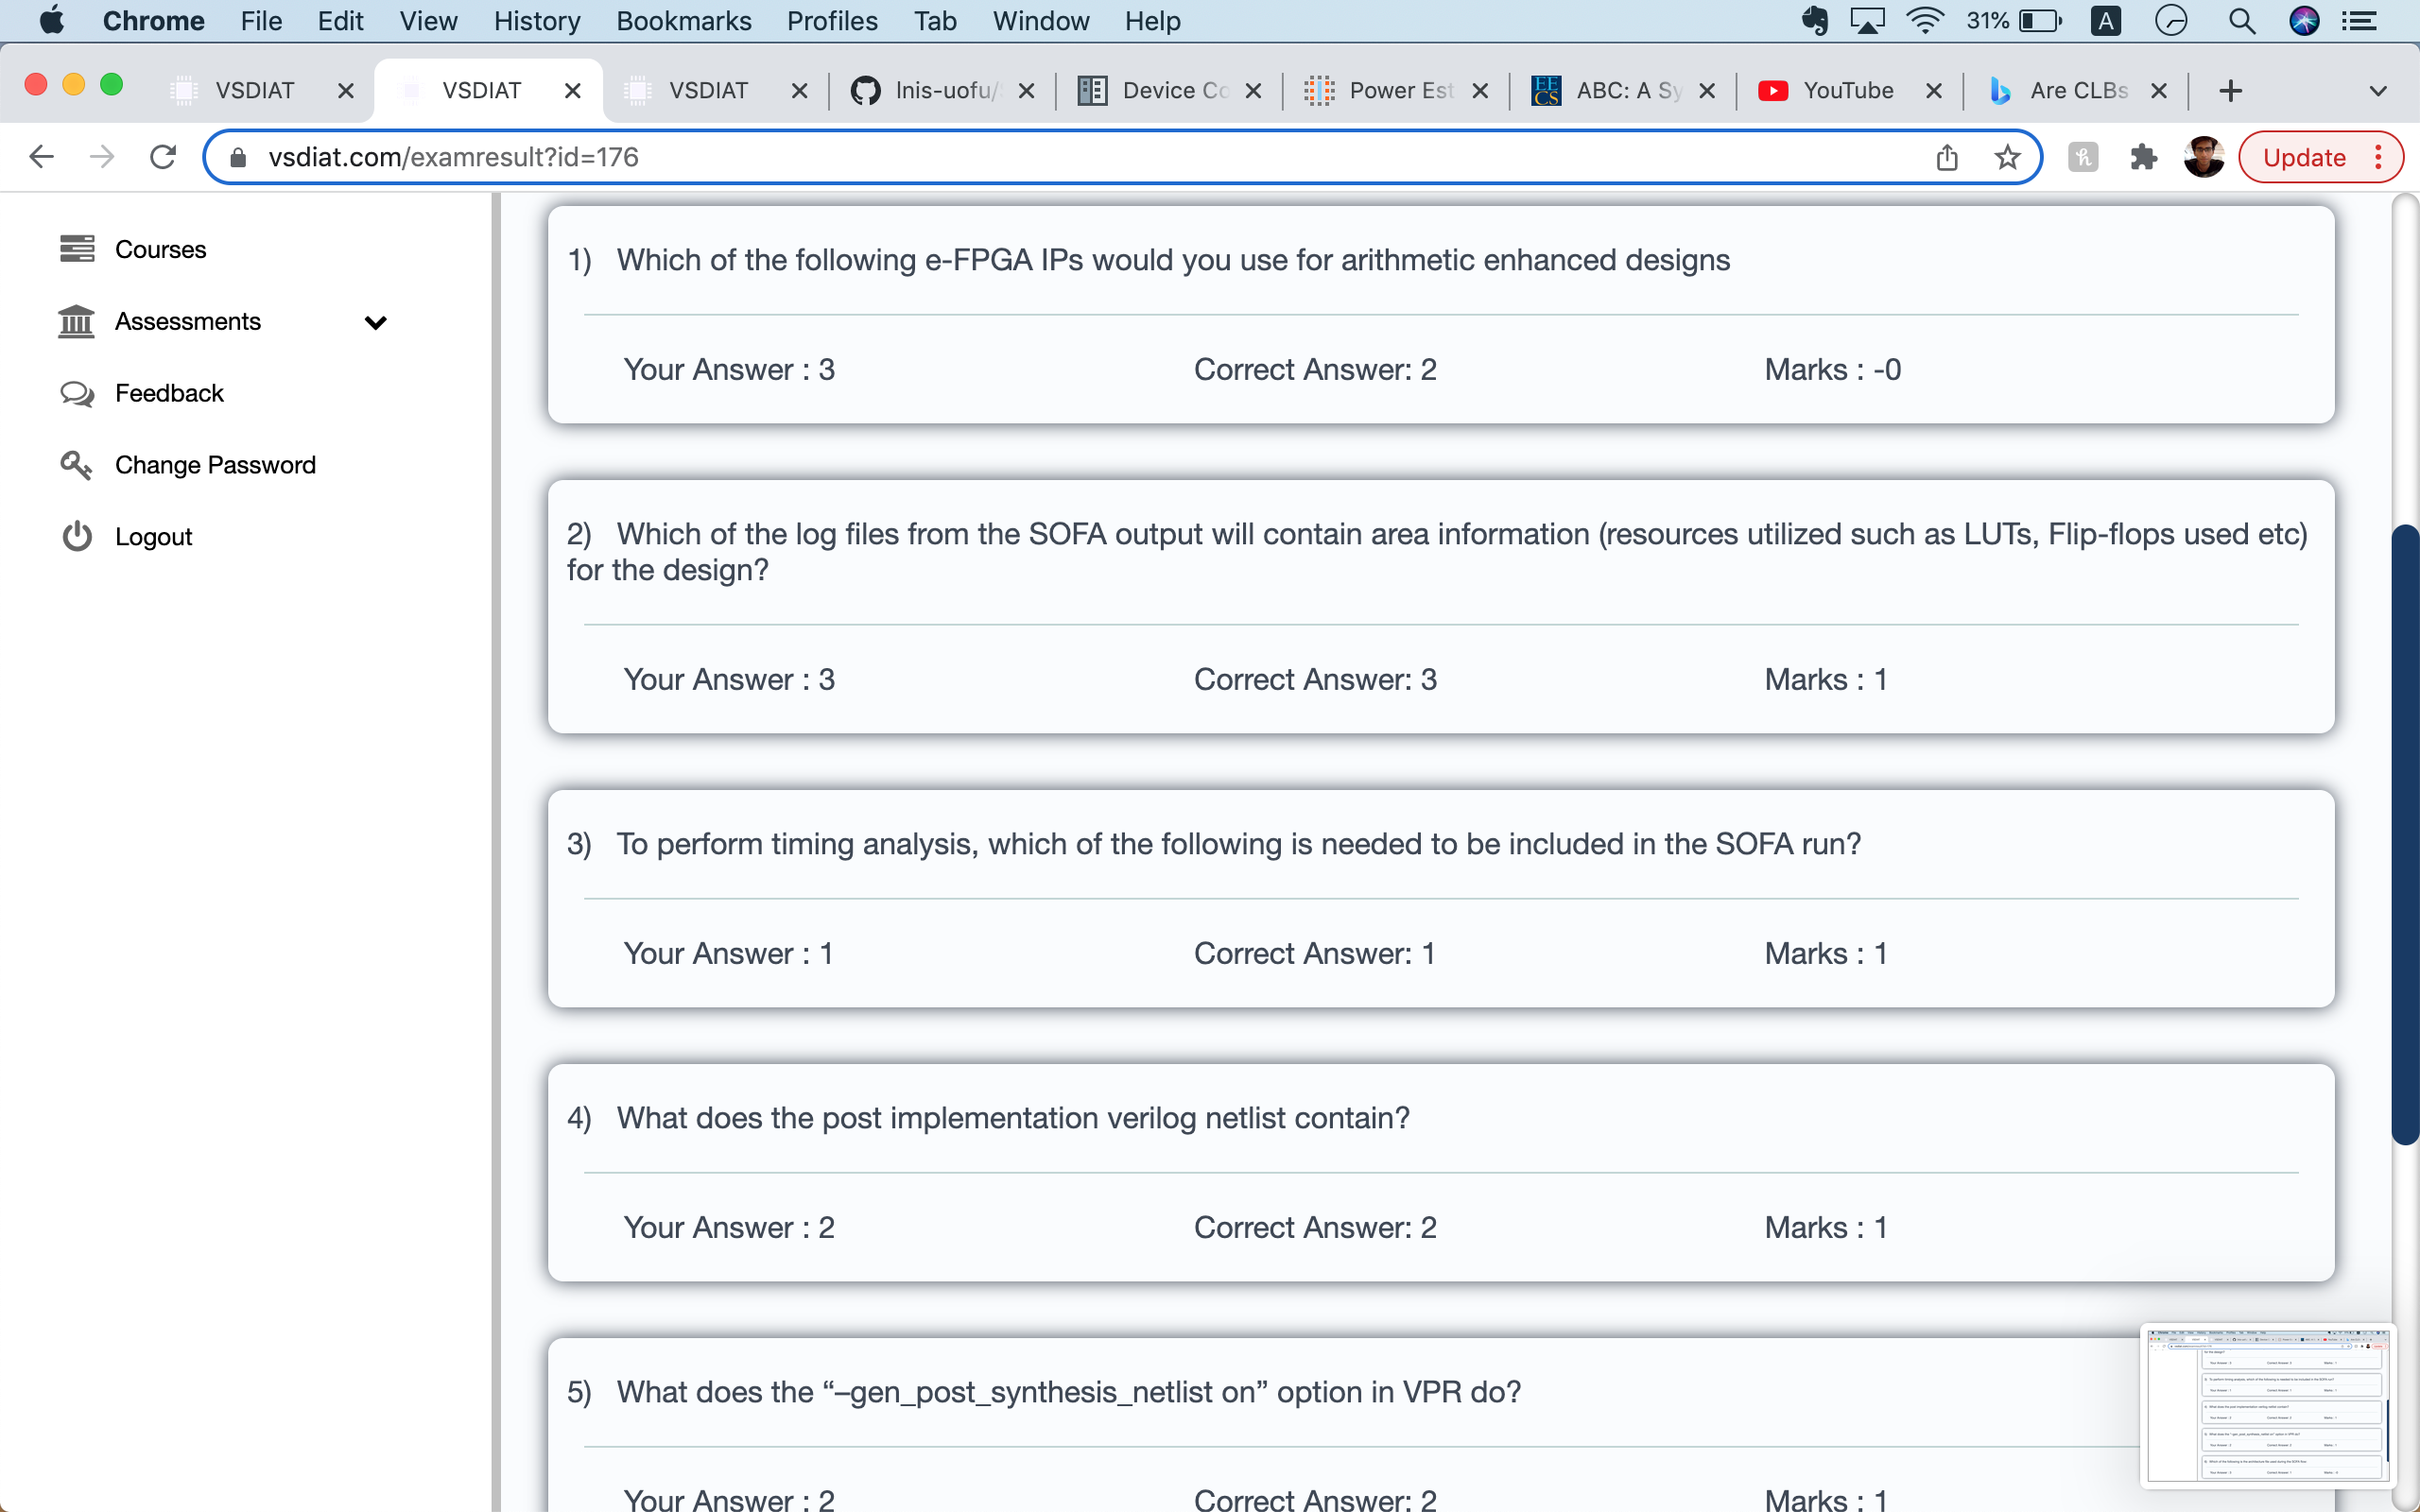 Chrome File Edit View History Bookmarks Profiles Tab Window Help 31% A
VSDIAT VSDIAT VSDIAT lnis-uofu/ Device Co Power Est ABC: A Sy YouTube Are CLBs
vsdiat.com/examresult?id=176 Update
Courses
Assessments
Feedback
Change Password
Logout
1) Which of the following e-FPGA IPs would you use for arithmetic enhanced designs
Your Answer : 3 Correct Answer: 2 Marks : -0
2) Which of the log files from the SOFA output will contain area information (resources utilized such as LUTs, Flip-flops used etc)
for the design?
Your Answer : 3 Correct Answer: 3 Marks : 1
3) To perform timing analysis, which of the following is needed to be included in the SOFA run?
Your Answer : 1 Correct Answer: 1 Marks : 1
4) What does the post implementation verilog netlist contain?
Your Answer : 2 Correct Answer: 2 Marks : 1
5) What does the “–gen_post_synthesis_netlist on” option in VPR do?
Your Answer : 2 Correct Answer: 2 Marks : 1